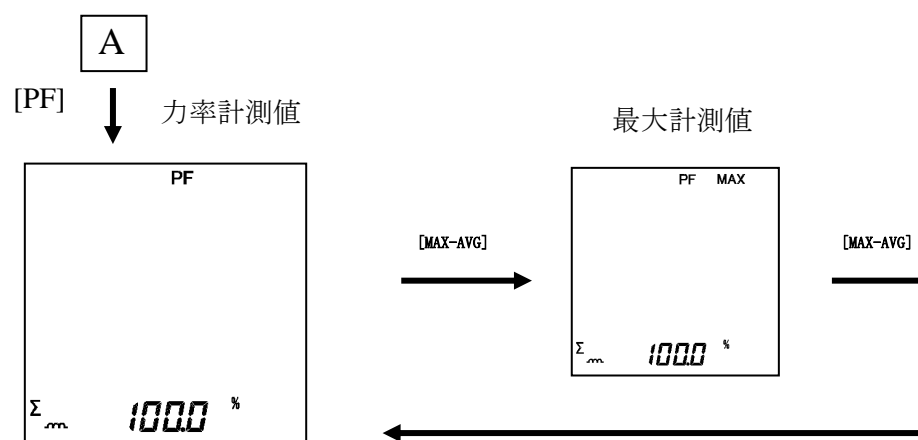 A
[PF]
力率計測値
最大計測値
PF
PF MAX
[MAX-AVG]
[MAX-AVG]
Σ 100.0 %
Σ 100.0 %